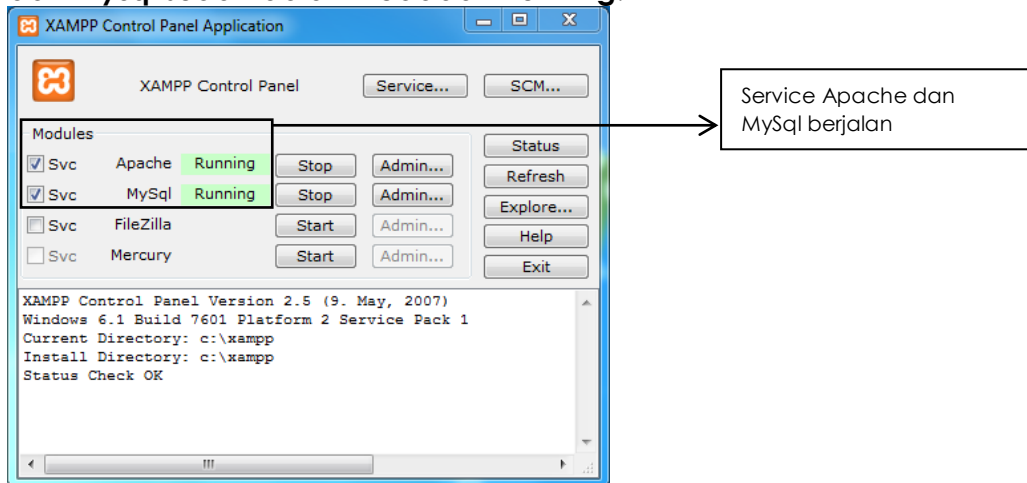 XAMPP Control Panel Application
XAMPP Control Panel
Service...
SCM...
Service Apache dan
MySql berjalan
Modules
Svc Apache Running Stop Admin...
Svc MySql Running Stop Admin...
Svc FileZilla Start Admin...
Svc Mercury Start Admin...
Status
Refresh
Explore...
Help
Exit
XAMPP Control Panel Version 2.5 (9. May, 2007)
Windows 6.1 Build 7601 Platform 2 Service Pack 1
Current Directory: c:\xampp
Install Directory: c:\xampp
Status Check OK